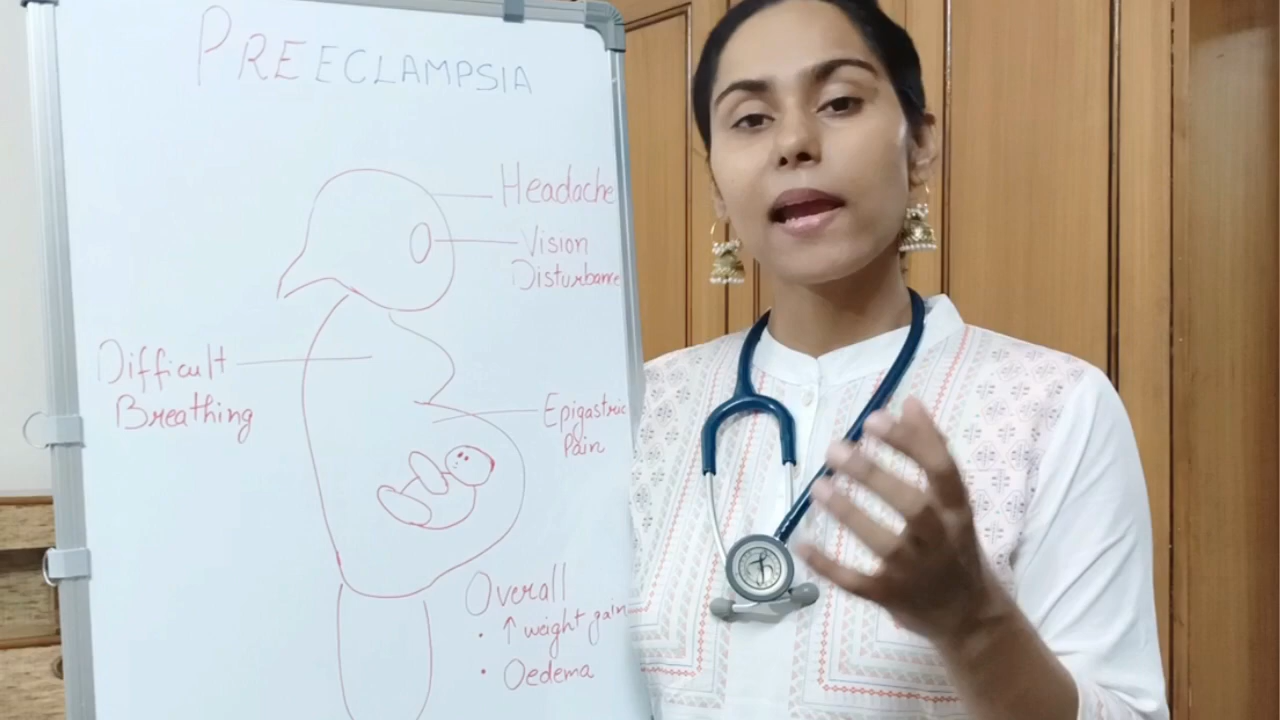 PREECLAMPSIA
Headache
Vision
Disturbance
Difficult
Breathing
Epigastric
Pain
Overall
• ↑ weight gain
• Oedema